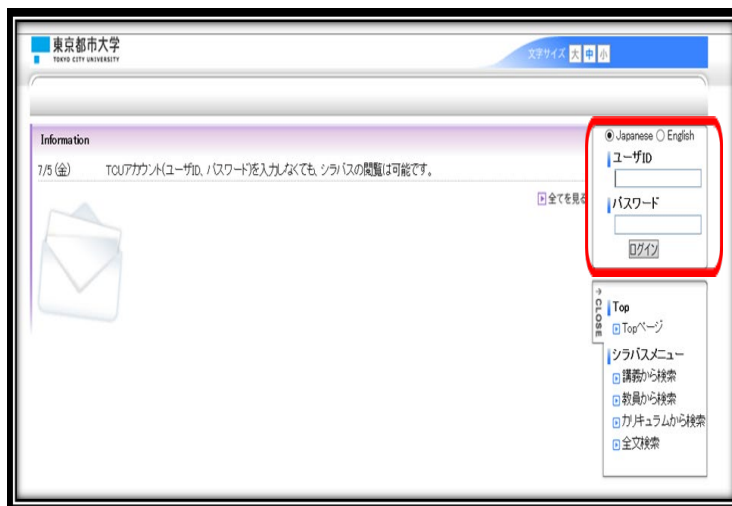 東京都市大学
TOKYO CITY UNIVERSITY
文字サイズ 大 中 小
Information
7/5 (金) TCUアカウント(ユーザID、パスワード)を入力しなくても、シラバスの閲覧は可能です。
全てを見る
Japanese English
ユーザID
パスワード
ログイン
CLOSE
Top
Topページ
シラバスメニュー
講義から検索
教員から検索
カリキュラムから検索
全文検索